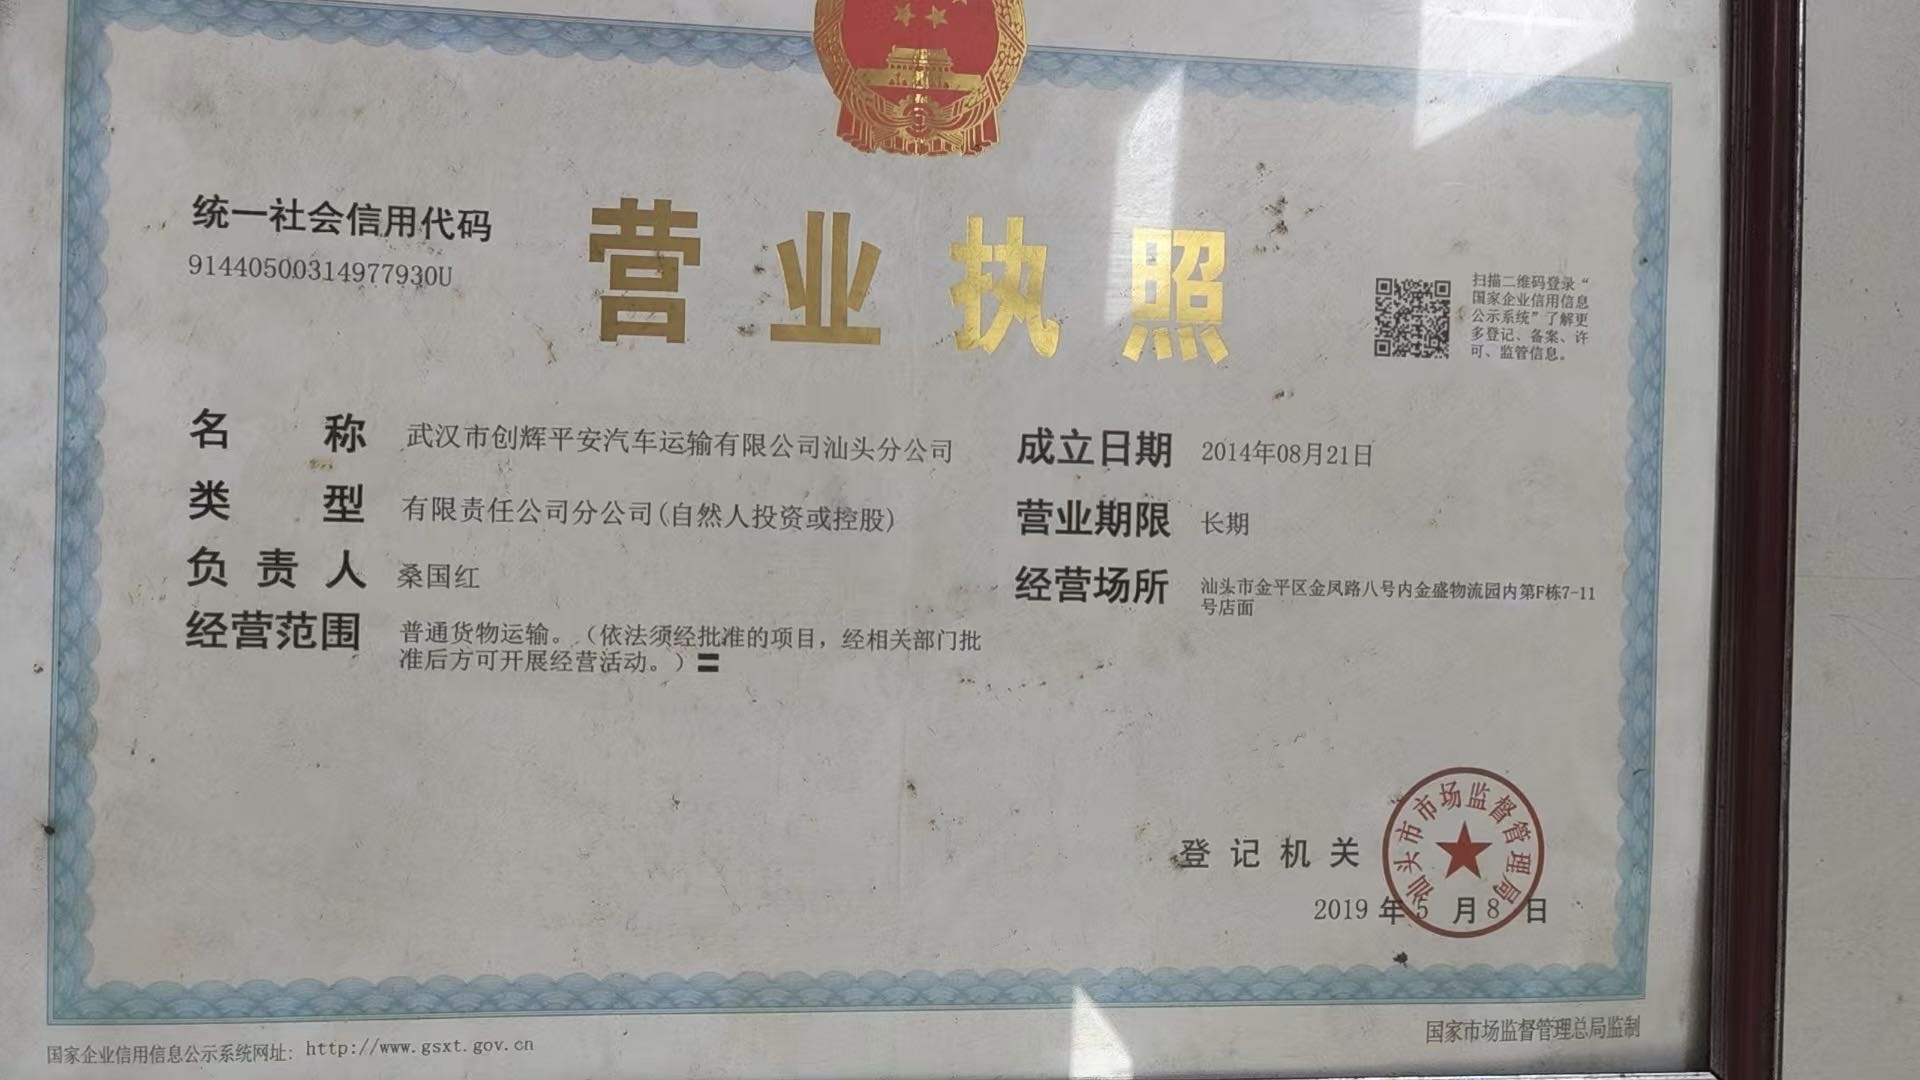 统一社会信用代码
91440500314977930U
营业执照
扫描二维码登录“
国家企业信用信息
公示系统”了解更
多登记、备案、许
可、监管信息。
名称 武汉市创辉平安汽车运输有限公司汕头分公司
类型 有限责任公司分公司(自然人投资或控股)
负责人 桑国红
经营范围 普通货物运输。（依法须经批准的项目，经相关部门批
准后方可开展经营活动。）〓
成立日期 2014年08月21日
营业期限 长期
经营场所 汕头市金平区金凤路八号内金盛物流园内第F栋7-11
号店面
登记机关
汕头市市场监督管理局
2019 年 5 月 8 日
国家企业信用信息公示系统网址: http://www.gsxt.gov.cn
国家市场监督管理总局监制